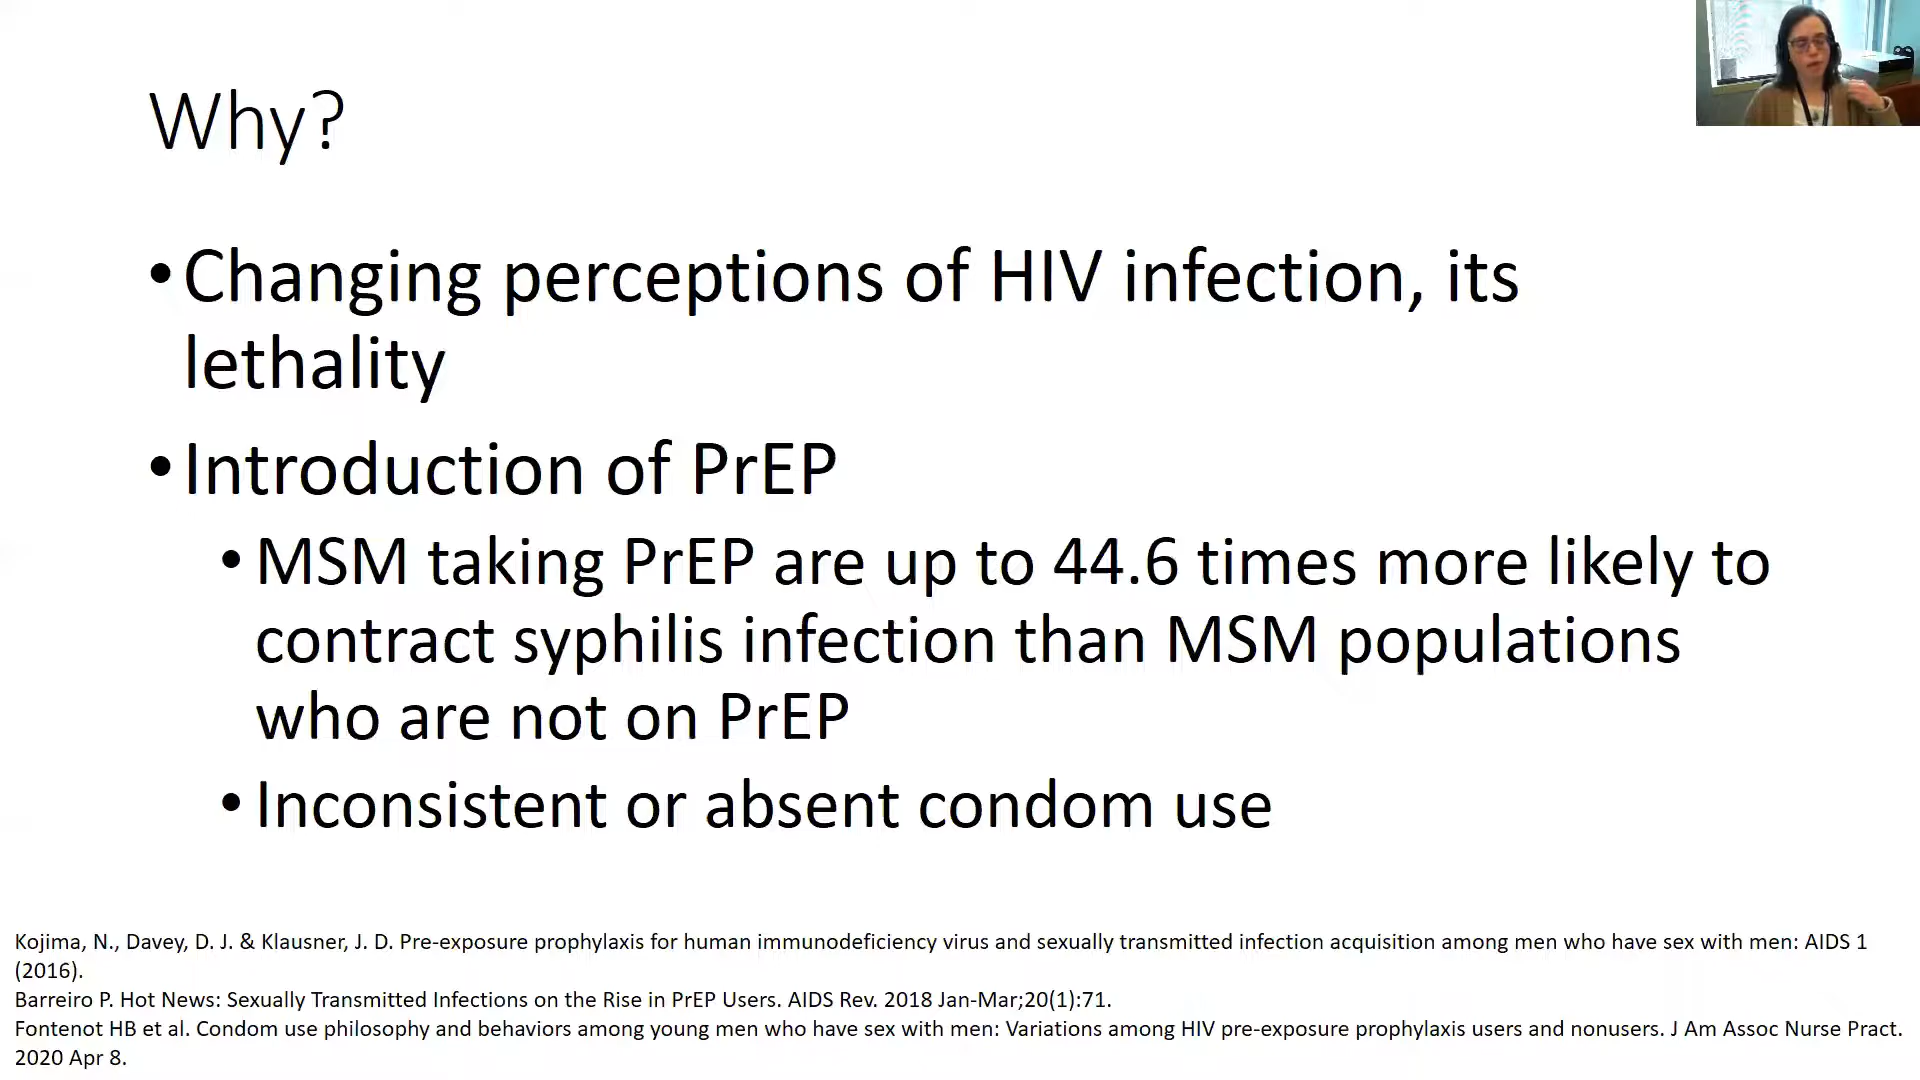 Why?
•Changing perceptions of HIV infection, its
lethality
•Introduction of PrEP
•MSM taking PrEP are up to 44.6 times more likely to
contract syphilis infection than MSM populations
who are not on PrEP
•Inconsistent or absent condom use
Kojima, N., Davey, D. J. & Klausner, J. D. Pre-exposure prophylaxis for human immunodeficiency virus and sexually transmitted infection acquisition among men who have sex with men: AIDS 1
(2016).
Barreiro P. Hot News: Sexually Transmitted Infections on the Rise in PrEP Users. AIDS Rev. 2018 Jan-Mar;20(1):71.
Fontenot HB et al. Condom use philosophy and behaviors among young men who have sex with men: Variations among HIV pre-exposure prophylaxis users and nonusers. J Am Assoc Nurse Pract.
2020 Apr 8.